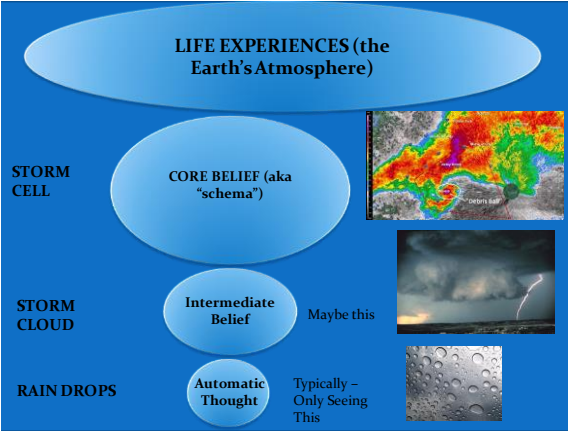 LIFE EXPERIENCES (the
Earth's Atmosphere)
STORM
CELL
CORE BELIEF (aka
"schema")
Debris Ball
STORM
CLOUD
Intermediate
Belief
Maybe this
RAIN DROPS
Automatic
Thought
Typically –
Only Seeing
This